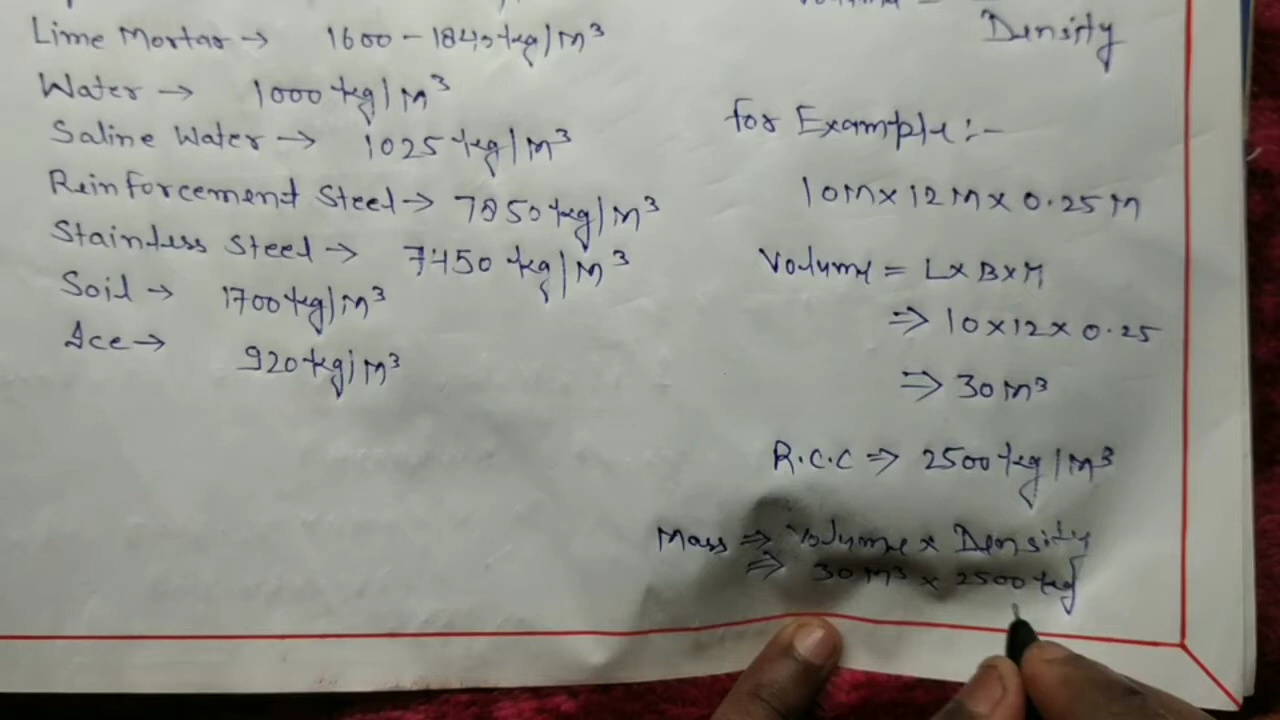 Lime Mortar → 1600 - 1840 kg/m³
Water → 1000 kg/m³
Saline Water → 1025 kg/m³
Reinforcement Steel → 7850 kg/m³
Stainless Steel → 7450 kg/m³
Soil → 1700 kg/m³
Ice → 920 kg/m³
Density
For Example :-
10m × 12m × 0.25m
Volume = L × B × H
⇒ 10 × 12 × 0.25
⇒ 30 m³
R.C.C ⇒ 2500 kg/m³
Mass ⇒ Volume × Density
⇒ 30 m³ × 2500 kg